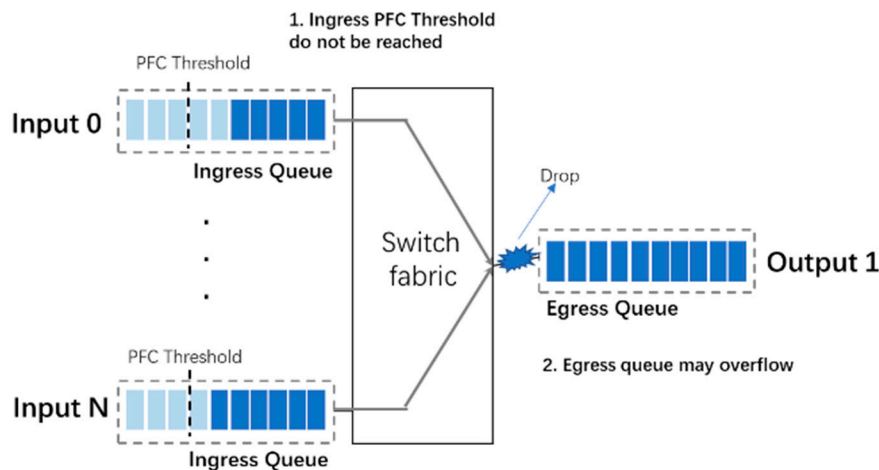 1. Ingress PFC Threshold
do not be reached
PFC Threshold
Input 0
Ingress Queue
Drop
Switch
fabric
Output 1
Egress Queue
PFC Threshold
2. Egress queue may overflow
Input N
Ingress Queue